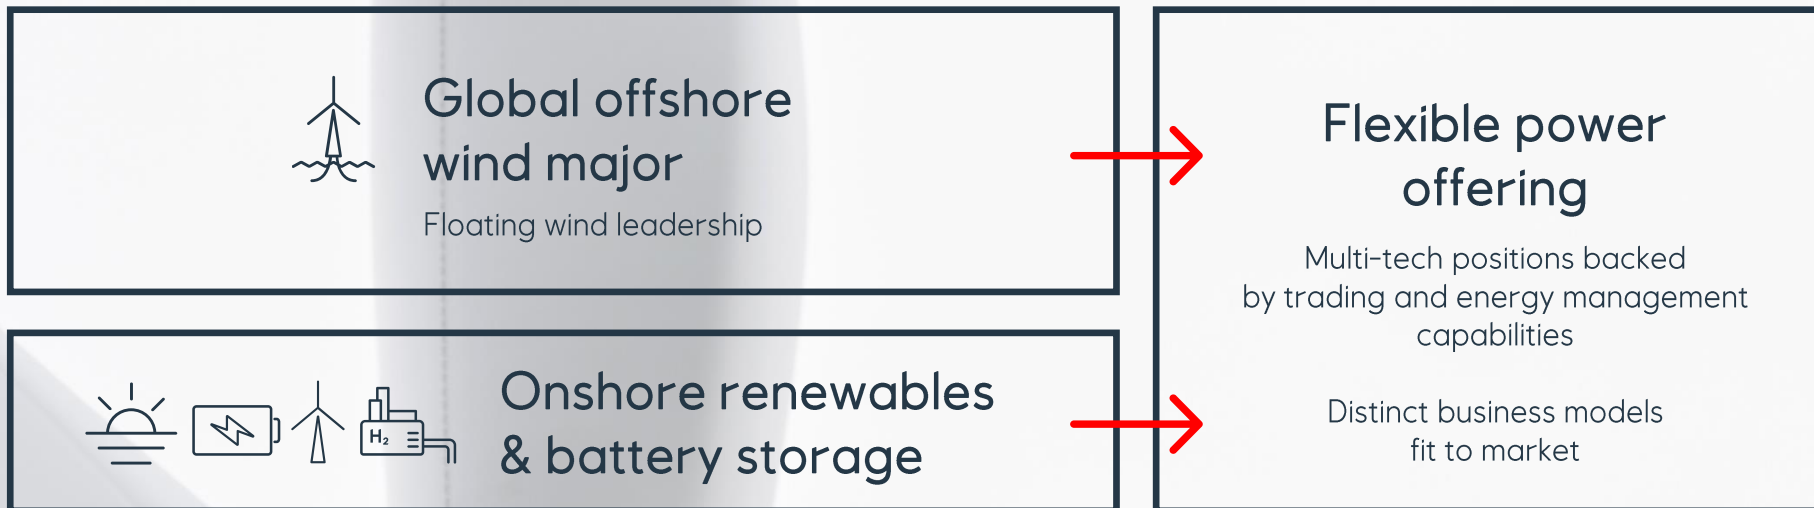 Global offshore
wind major
Floating wind leadership
H₂
Onshore renewables
& battery storage
Flexible power
offering
Multi-tech positions backed
by trading and energy management
capabilities
Distinct business models
fit to market